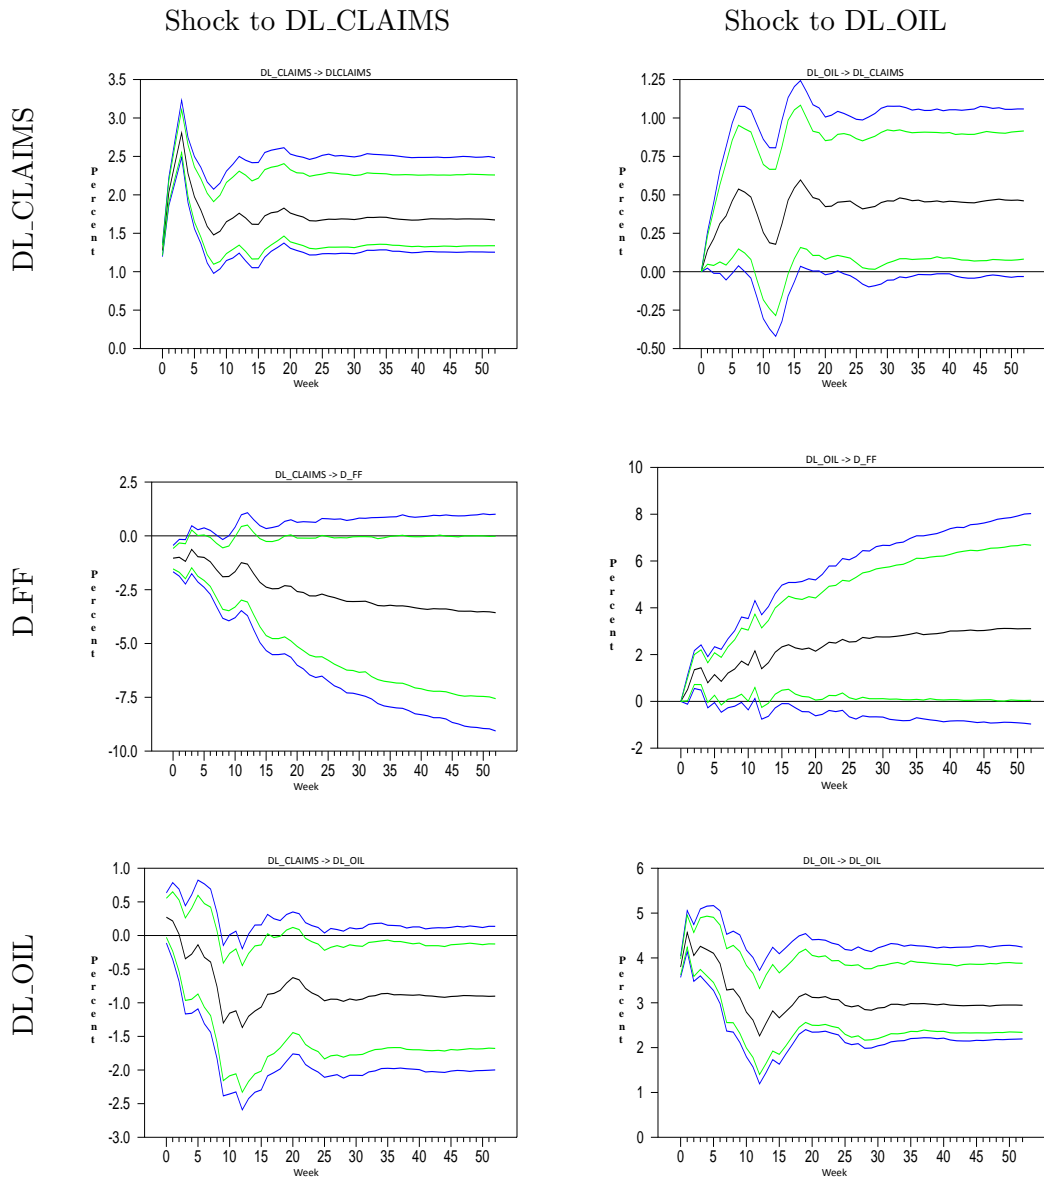 Shock to DL_CLAIMS
Shock to DL_OIL
DL_CLAIMS
DL_CLAIMS -> DLCLAIMS
3.5
3.0
2.5
2.0
1.5
1.0
0.5
0.0
Percent
0 5 10 15 20 25 30 35 40 45 50
Week
DL_OIL -> DL_CLAIMS
1.25
1.00
0.75
0.50
0.25
0.00
-0.25
-0.50
Percent
0 5 10 15 20 25 30 35 40 45 50
Week
D_FF
DL_CLAIMS -> D_FF
2.5
0.0
-2.5
-5.0
-7.5
-10.0
Percent
0 5 10 15 20 25 30 35 40 45 50
Week
DL_OIL -> D_FF
10
8
6
4
2
0
-2
Percent
0 5 10 15 20 25 30 35 40 45 50
Week
DL_OIL
DL_CLAIMS -> DL_OIL
1.0
0.5
0.0
-0.5
-1.0
-1.5
-2.0
-2.5
-3.0
Percent
0 5 10 15 20 25 30 35 40 45 50
Week
DL_OIL -> DL_OIL
6
5
4
3
2
1
0
Percent
0 5 10 15 20 25 30 35 40 45 50
Week